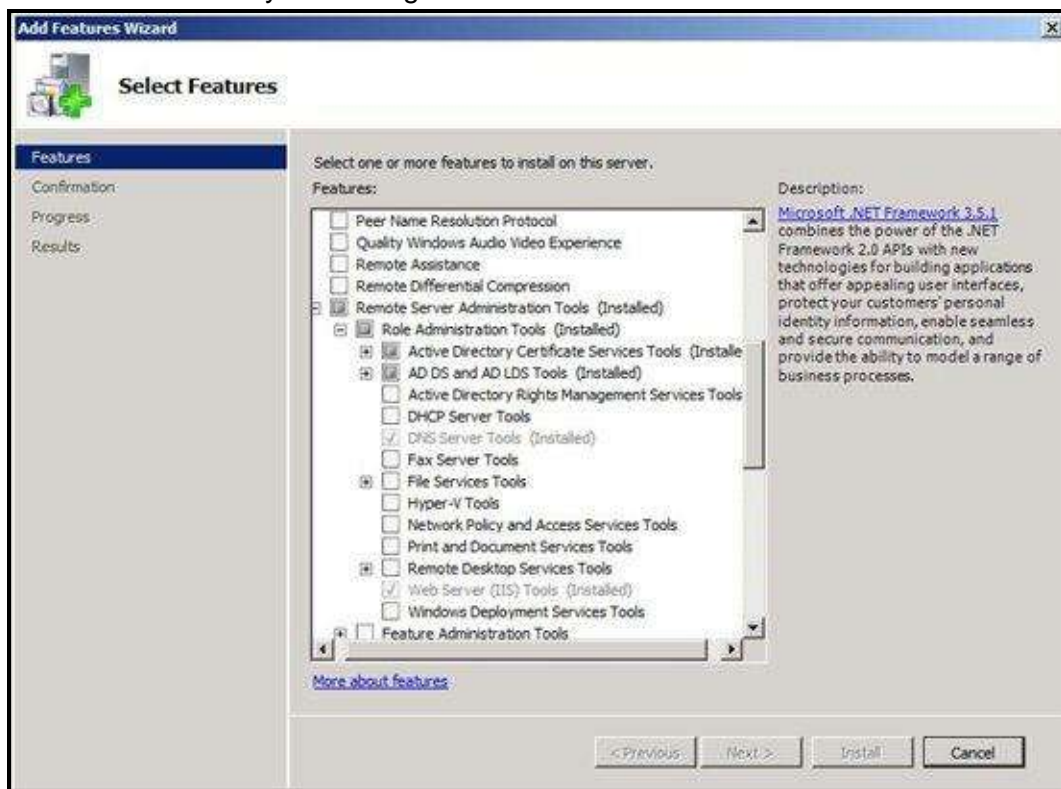 Add Features Wizard
Select Features
Features
Confirmation
Progress
Results
Select one or more features to install on this server.
Features:
Peer Name Resolution Protocol
Quality Windows Audio Video Experience
Remote Assistance
Remote Differential Compression
Remote Server Administration Tools (Installed)
Role Administration Tools (Installed)
Active Directory Certificate Services Tools (Installe
AD DS and AD LDS Tools (Installed)
Active Directory Rights Management Services Tools
DHCP Server Tools
DNS Server Tools (Installed)
Fax Server Tools
File Services Tools
Hyper-V Tools
Network Policy and Access Services Tools
Print and Document Services Tools
Remote Desktop Services Tools
Web Server (IIS) Tools (Installed)
Windows Deployment Services Tools
Feature Administration Tools
More about features
Description:
Microsoft .NET Framework 3.5.1
combines the power of the .NET
Framework 2.0 APIs with new
technologies for building applications
that offer appealing user interfaces,
protect your customers' personal
identity information, enable seamless
and secure communication, and
provide the ability to model a range of
business processes.
< Previous
Next >
Install
Cancel